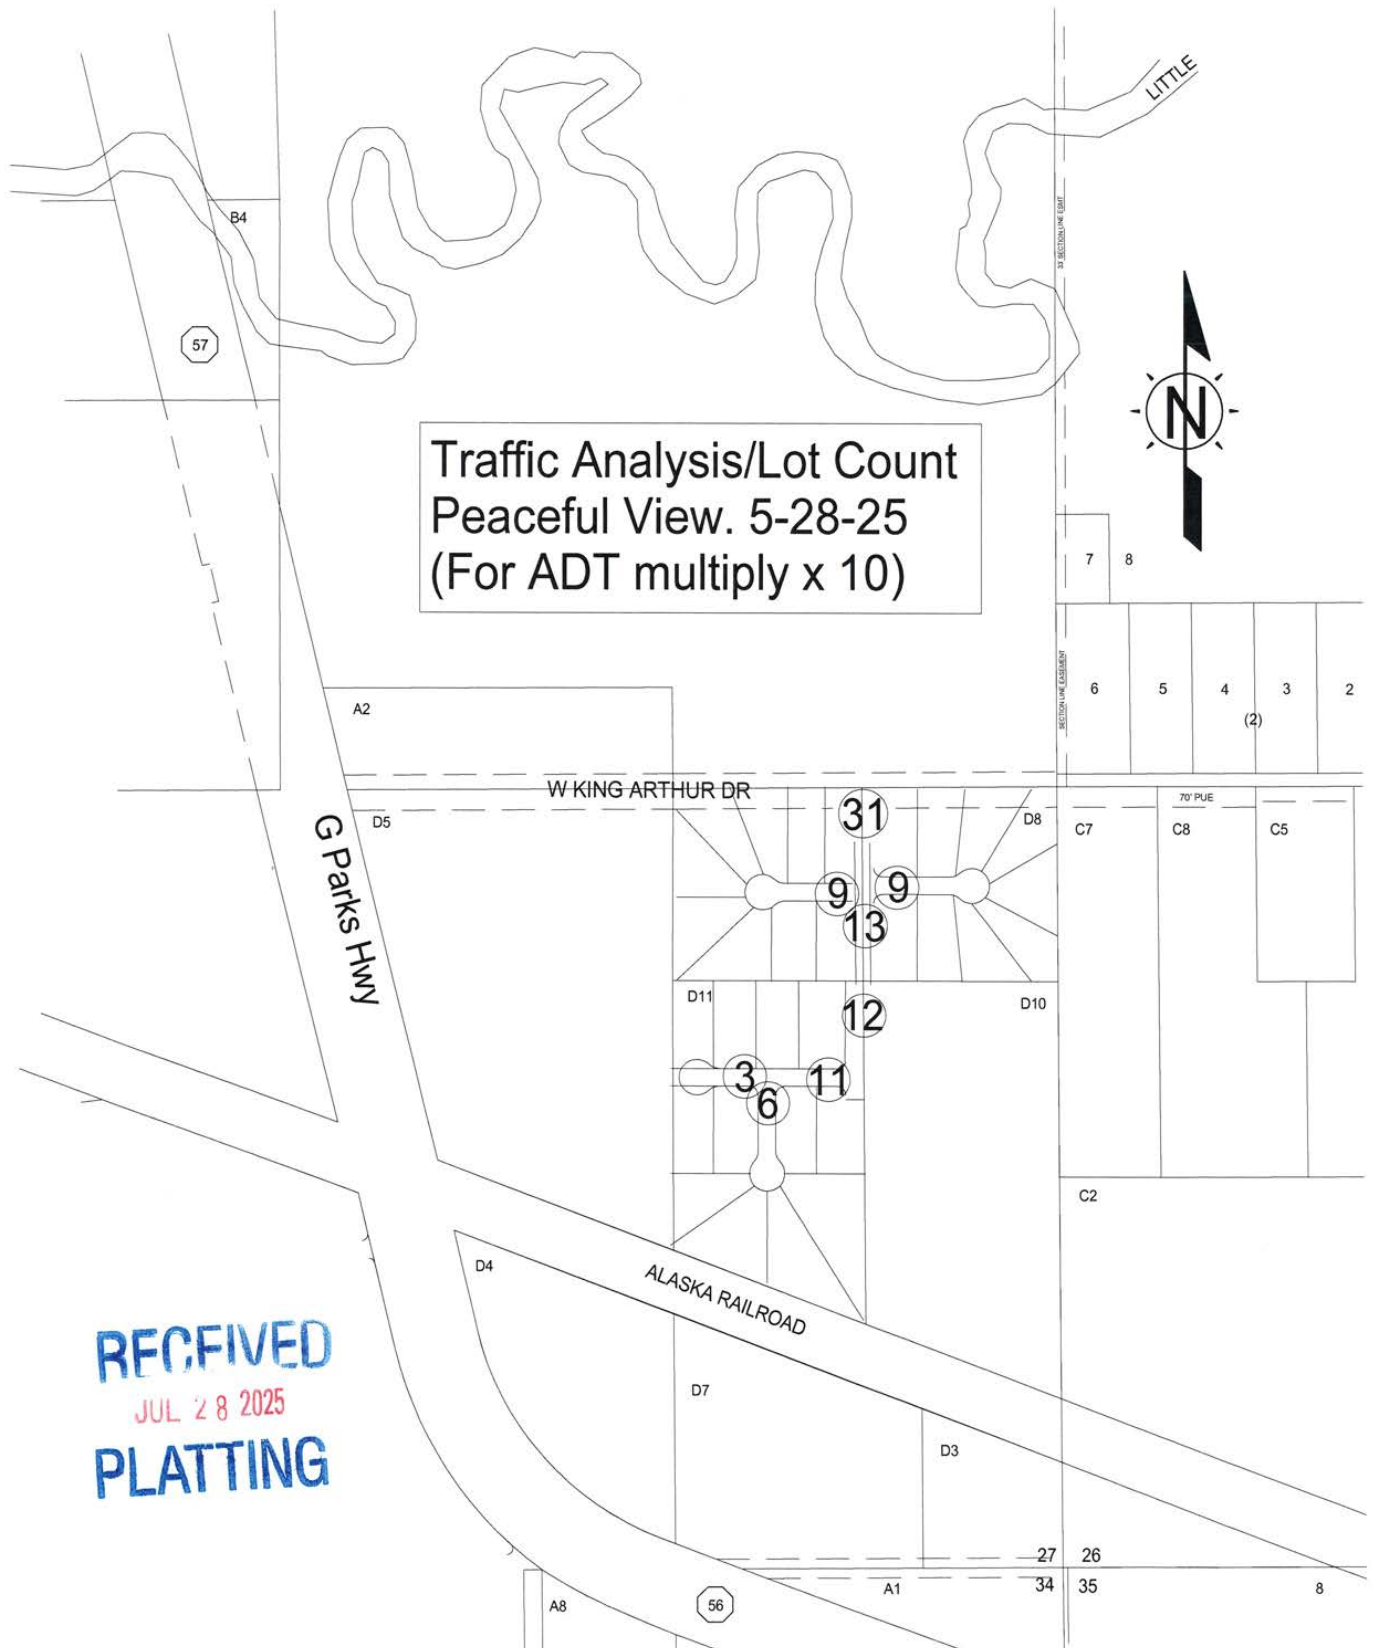 LITTLE
B4
33' SECTION LINE ESMT
57
N
Traffic Analysis/Lot Count
Peaceful View. 5-28-25
(For ADT multiply x 10)
7 8
SECTION LINE EASEMENT
6 5 4 3 2
(2)
A2
W KING ARTHUR DR
70' PUE
31
D5
D8
C7
C8
C5
G Parks Hwy
9
9
13
D11
D10
12
3
11
6
C2
D4
ALASKA RAILROAD
RECEIVED
JUL 28 2025
PLATTING
D7
D3
27 26
34 35
A1
8
A8
56